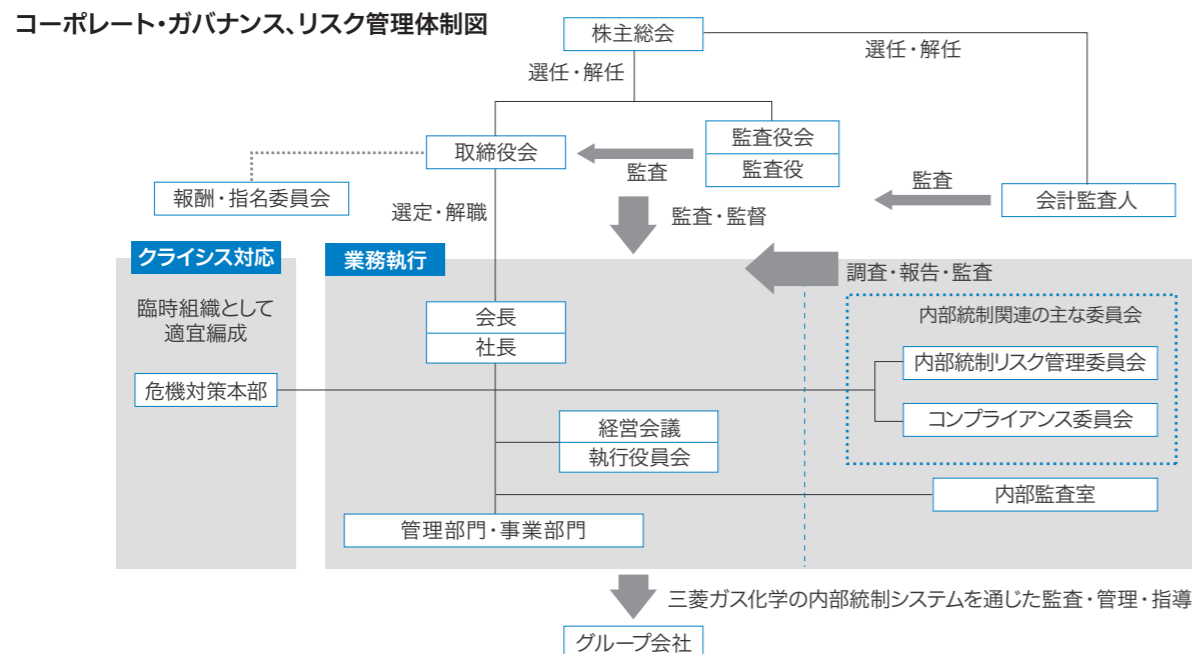 コーポレート・ガバナンス、リスク管理体制図
株主総会
選任・解任
選任・解任
取締役会
監査役会
監査役
監査
報酬・指名委員会
監査
会計監査人
選定・解職
監査・監督
クライシス対応
業務執行
調査・報告・監査
臨時組織として
適宜編成
会長
社長
内部統制関連の主な委員会
内部統制リスク管理委員会
危機対策本部
コンプライアンス委員会
経営会議
執行役員会
内部監査室
管理部門・事業部門
三菱ガス化学の内部統制システムを通じた監査・管理・指導
グループ会社